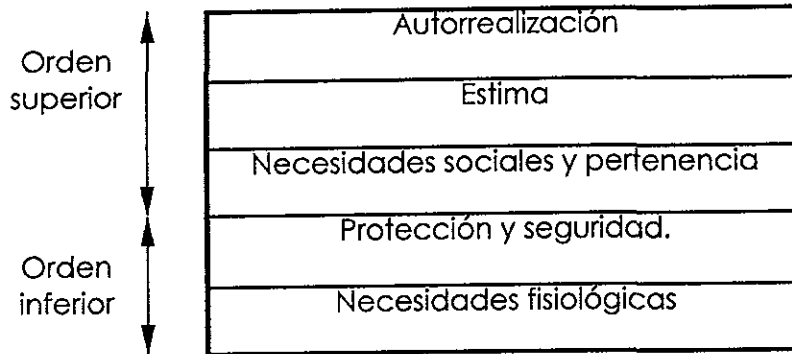 Orden
superior
Autorrealización
Estima
Necesidades sociales y pertenencia
Orden
inferior
Protección y seguridad.
Necesidades fisiológicas